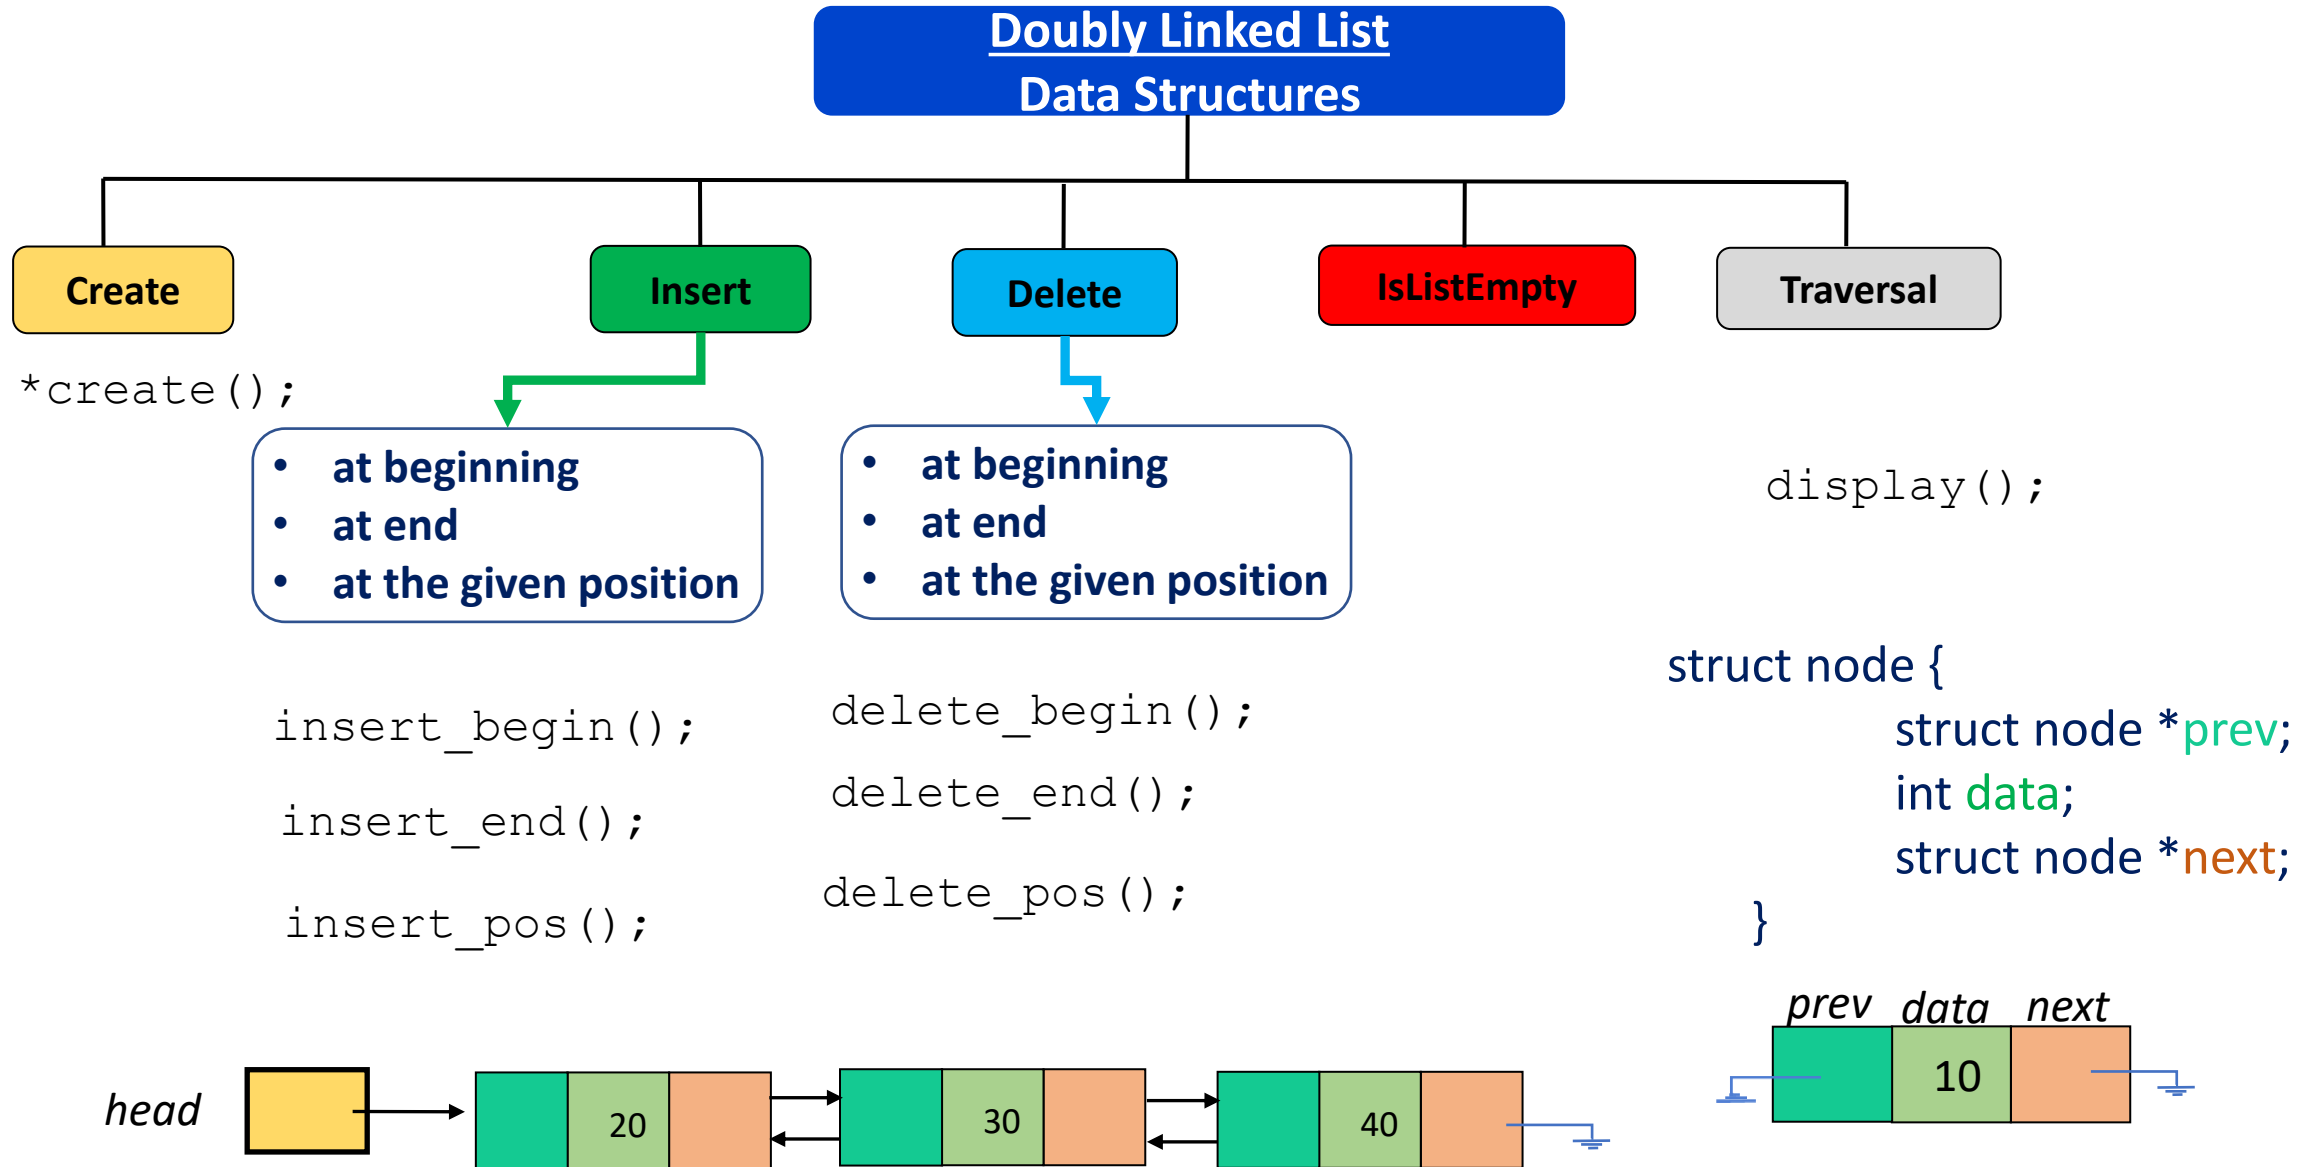 Doubly Linked List
Data Structures
Create
Insert
Delete
IsListEmpty
Traversal
*create();
• at beginning
• at end
• at the given position
• at beginning
• at end
• at the given position
display();
insert_begin();
insert_end();
insert_pos();
delete_begin();
delete_end();
delete_pos();
struct node {
struct node *prev;
int data;
struct node *next;
}
prev data next
10
head
20
30
40